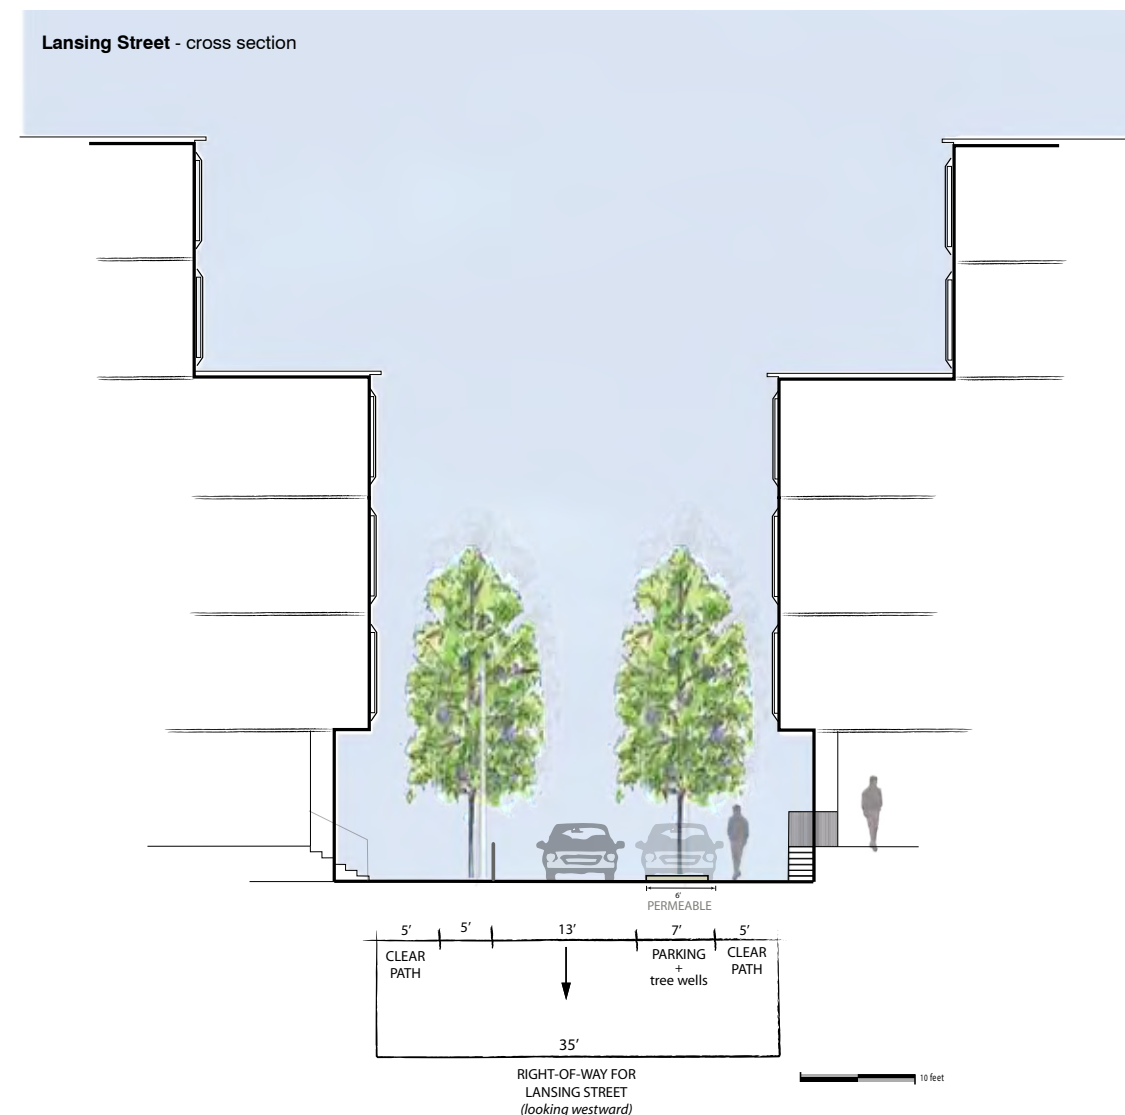 Lansing Street - cross section
6'
PERMEABLE
5' 5' 13' 7' 5'
CLEAR
PATH
PARKING
+
tree wells
CLEAR
PATH
35'
RIGHT-OF-WAY FOR
LANSING STREET
(looking westward)
10 feet